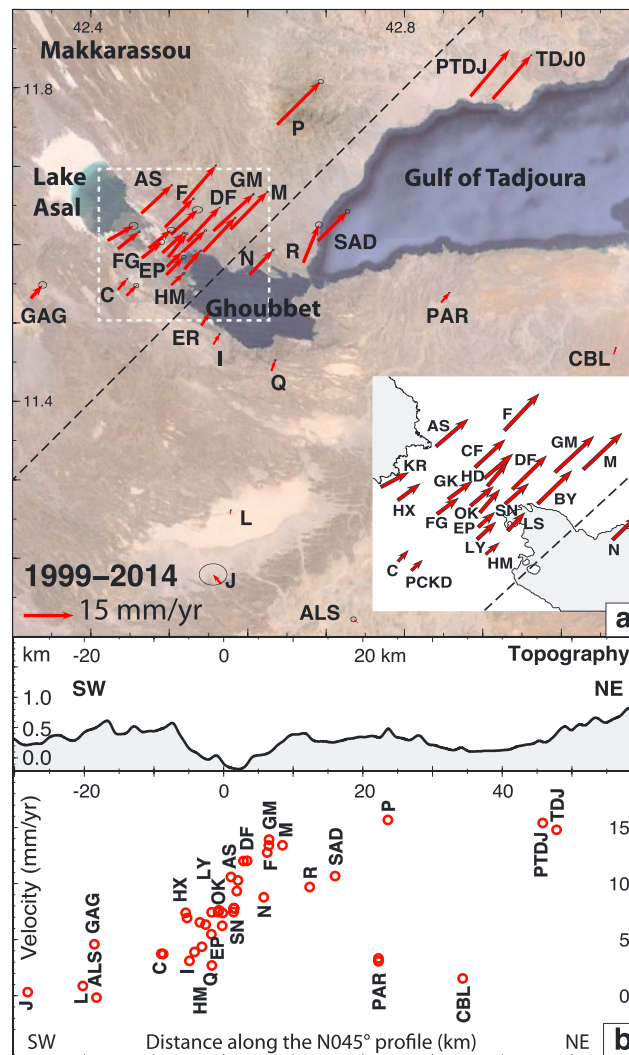 42.4
42.8
Makkarassou
PTDJ
TDJ0
11.8
P
Lake
Asal
AS
F
GM
M
DF
Gulf of Tadjoura
R
SAD
FG
EP
N
C
HM
Ghoubbet
GAG
ER
I
PAR
Q
CBL
11.4
L
J
ALS
1999–2014
15 mm/yr
F
AS
GM
CF
M
KR
HD
DF
GK
HX
BY
OK
SN
FG
EP
LS
LY
N
HM
C
PCKD
a
km
-20
0
20 km
Topography
SW
NE
1.0
0.5
0.0
-20
0
20
40
Velocity (mm/yr)
15
10
5
0
J
L
GAG
ALS
C
HX
I
LY
HM
Q
EP
OK
SN
AS
DF
N
F
GM
M
R
SAD
P
PAR
CBL
PTDJ
TDJ
SW
Distance along the N045° profile (km)
NE
b